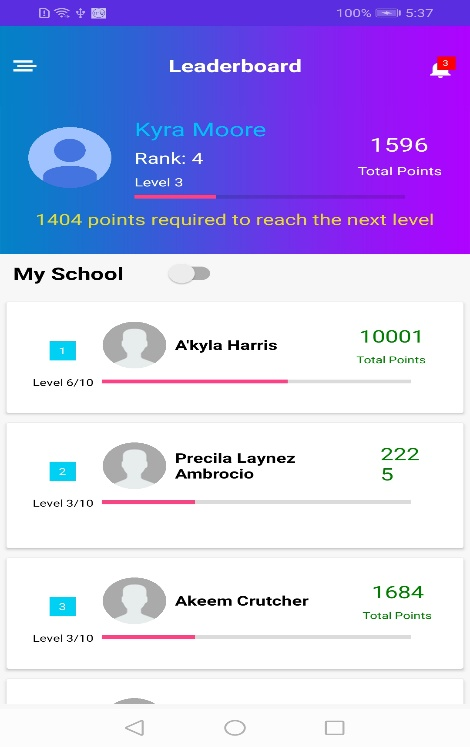 100% 5:37
Leaderboard
3
Kyra Moore
1596
Rank: 4
Total Points
Level 3
1404 points required to reach the next level
My School
1
A'kyla Harris
10001
Total Points
Level 6/10
2
Precila Laynez
Ambrocio
222
5
Level 3/10
3
Akeem Crutcher
1684
Total Points
Level 3/10